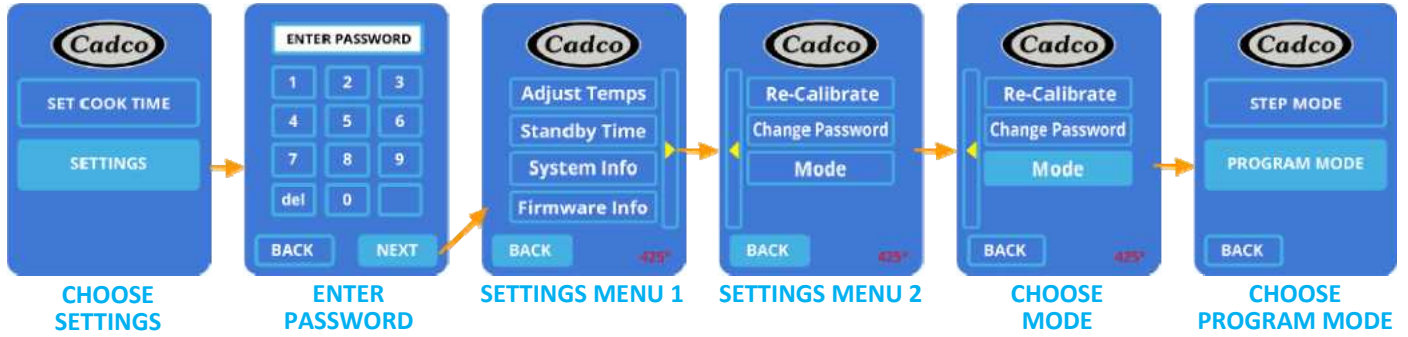 Cadco
SET COOK TIME
SETTINGS
CHOOSE
SETTINGS
ENTER PASSWORD
1 2 3
4 5 6
7 8 9
del 0
BACK NEXT
ENTER
PASSWORD
Cadco
Adjust Temps
Standby Time
System Info
Firmware Info
BACK 425°
SETTINGS MENU 1
Cadco
Re-Calibrate
Change Password
Mode
BACK 425°
SETTINGS MENU 2
Cadco
Re-Calibrate
Change Password
Mode
BACK 425°
CHOOSE
MODE
Cadco
STEP MODE
PROGRAM MODE
BACK
CHOOSE
PROGRAM MODE